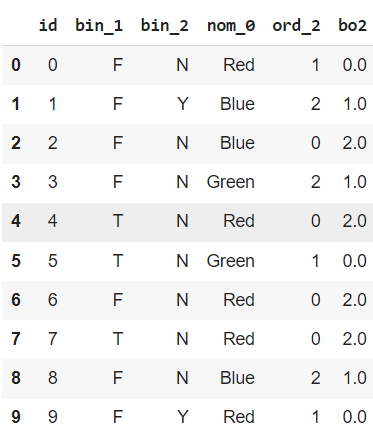 id bin_1 bin_2 nom_0 ord_2 bo2
0 0 F N Red 1 0.0
1 1 F Y Blue 2 1.0
2 2 F N Blue 0 2.0
3 3 F N Green 2 1.0
4 4 T N Red 0 2.0
5 5 T N Green 1 0.0
6 6 F N Red 0 2.0
7 7 T N Red 0 2.0
8 8 F N Blue 2 1.0
9 9 F Y Red 1 0.0